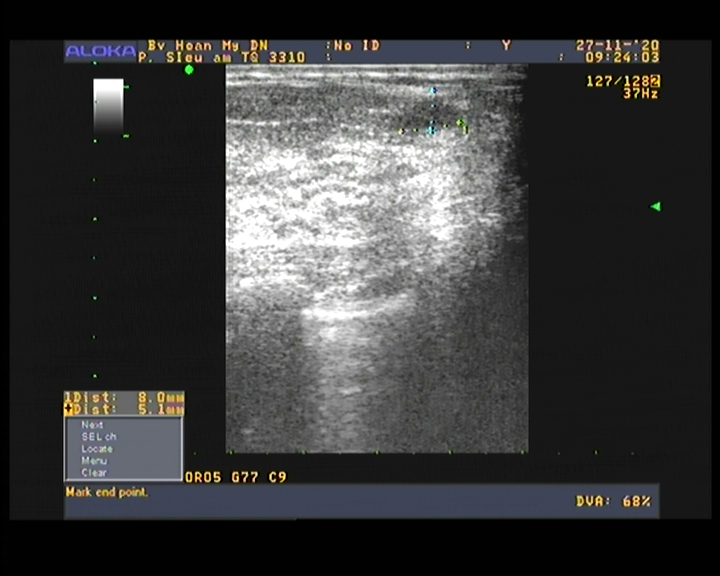 ALOKA Bv Hoan My DN :No ID : Y 27-11-'20
P. Sieu am TQ 3310 : : 09:24:03
127/128
37Hz
1Dist: 8.0mm
+Dist: 5.1mm
Next
SEL ch
Locate
Menu
Clear
OR05 G77 C9
Mark end point.
DVA: 68%